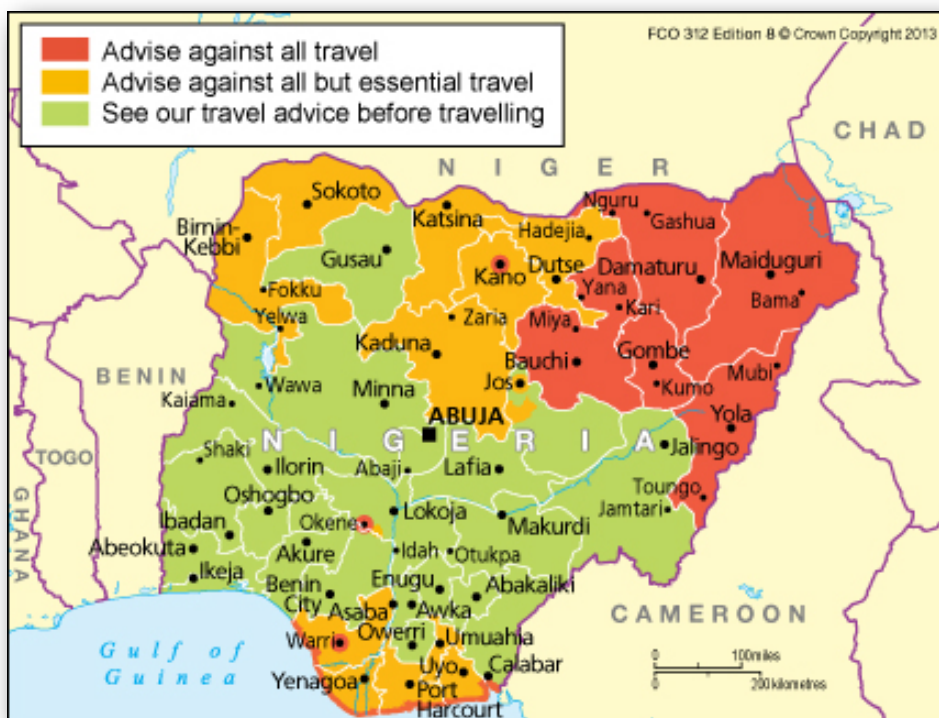 Advise against all travel
Advise against all but essential travel
See our travel advice before travelling
FCO 312 Edition 8 © Crown Copyright 2013
CHAD
NIGER
Sokoto
Katsina
Nguru
Gashua
Birnin-
Kebbi
Hadejia
Gusau
Kano
Dutse
Damaturu
Maiduguri
Fokku
Yana
Bama
Kari
Yelwa
Zaria
Miya
Kaduna
Bauchi
Gombe
Mubi
BENIN
Wawa
Minna
Jos
Kumo
Kaiama
ABUJA
Yola
NIGERIA
Jalingo
Shaki
TOGO
Ilorin
Abaji
Lafia
GHANA
Oshogbo
Toungo
Lokoja
Jamtari
Ibadan
Okene
Makurdi
Abeokuta
Akure
Idah
Otukpa
Ikeja
Benin
City
Enugu
Abakaliki
Asaba
Awka
CAMEROON
Warri
Owerri
Umuahia
Gulf of
Guinea
Uyo
Calabar
Yenagoa
Port
Harcourt
0
100miles
0
200kilometres